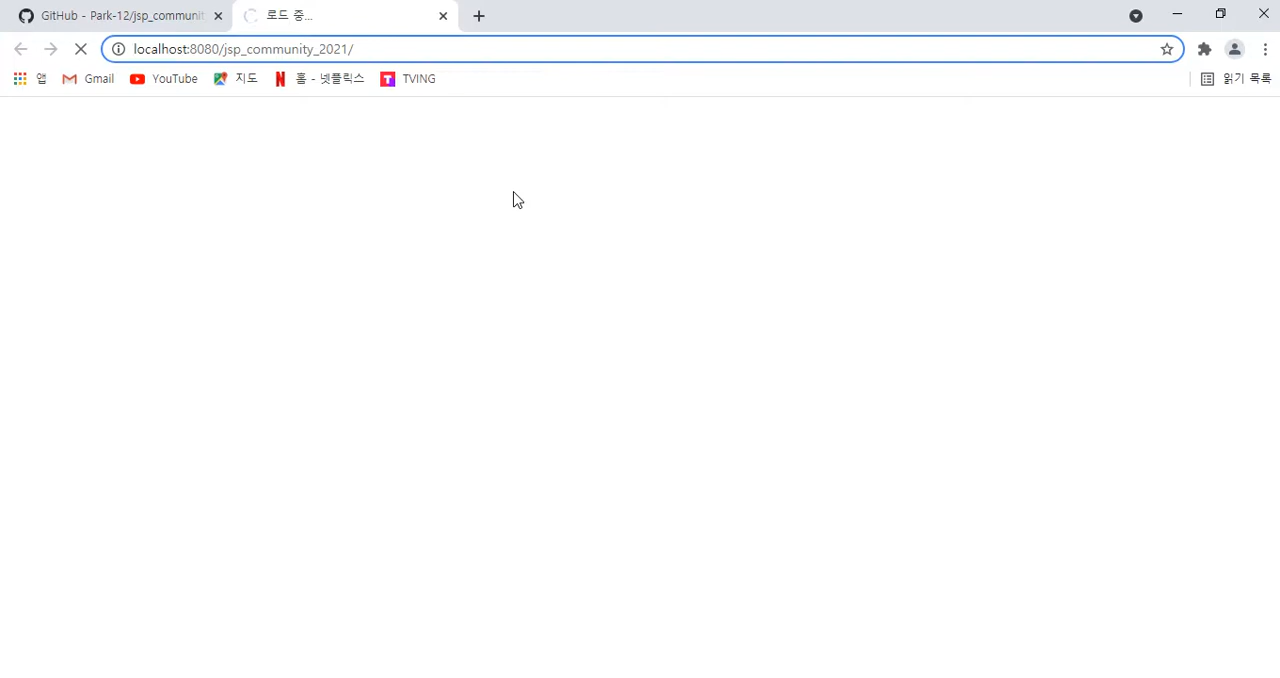 GitHub - Park-12/jsp_communit
로드 중...
localhost:8080/jsp_community_2021/
앱 Gmail YouTube 지도 홈 - 넷플릭스 TVING 읽기 목록